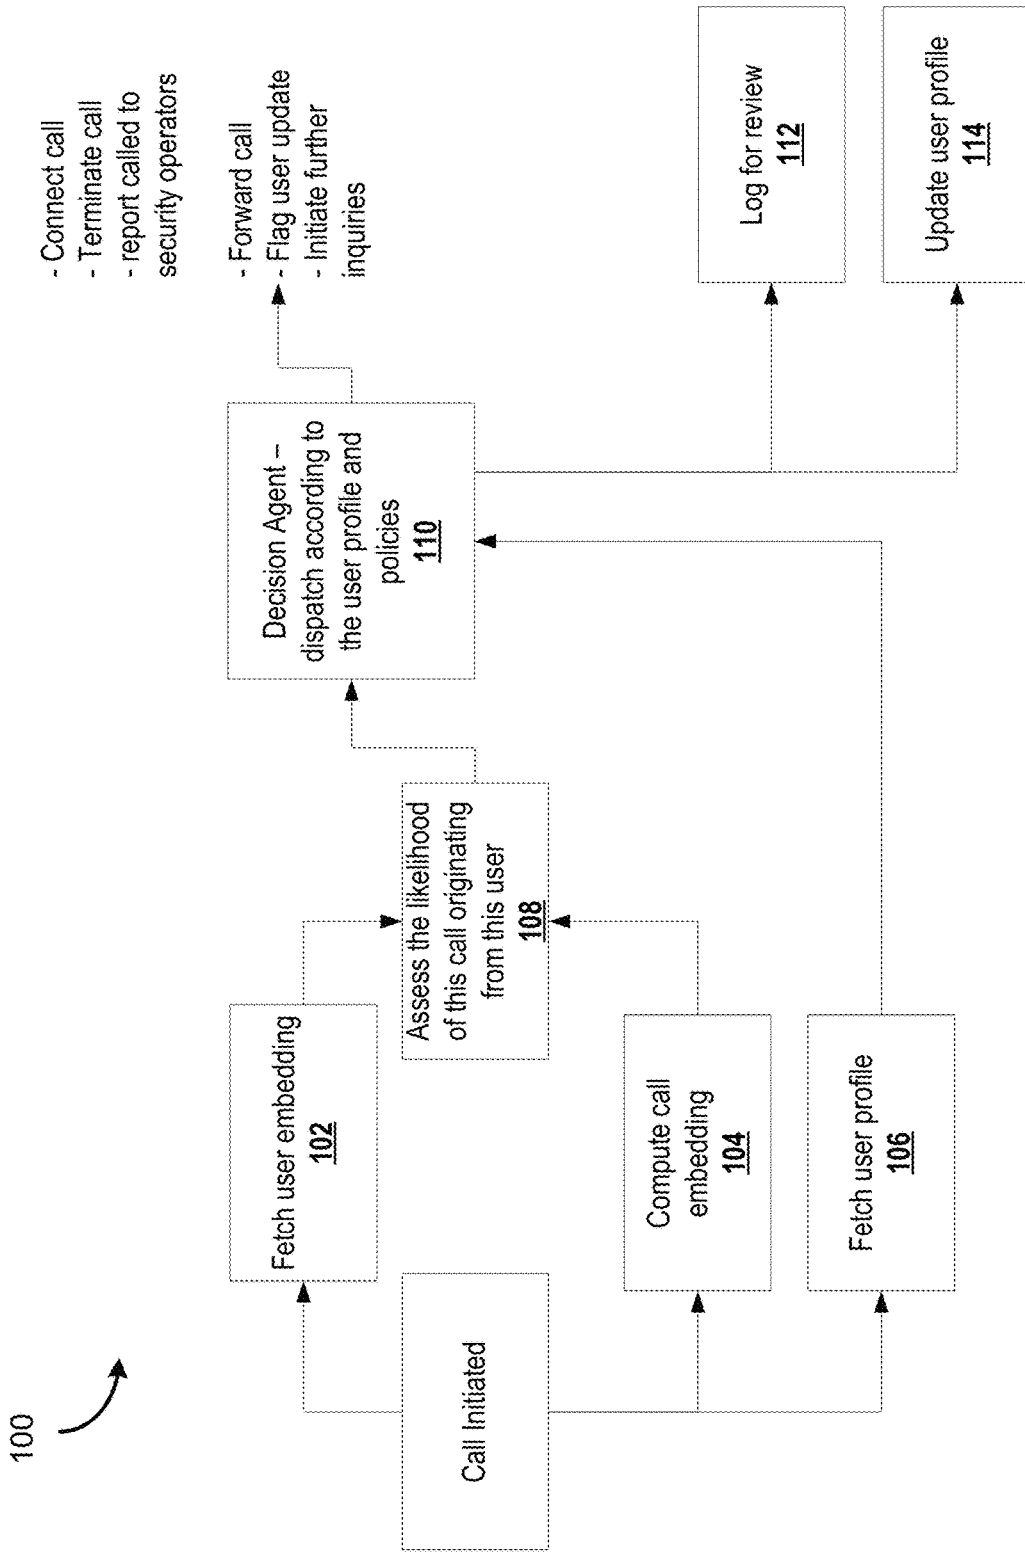 100
Call Initiated
Fetch user embedding
102
Compute call
embedding
104
Fetch user profile
106
Assess the likelihood
of this call originating
from this user
108
Decision Agent –
dispatch according to
the user profile and
policies
110
- Connect call
- Terminate call
- report called to
security operators
- Forward call
- Flag user update
- Initiate further
inquiries
Log for review
112
Update user profile
114